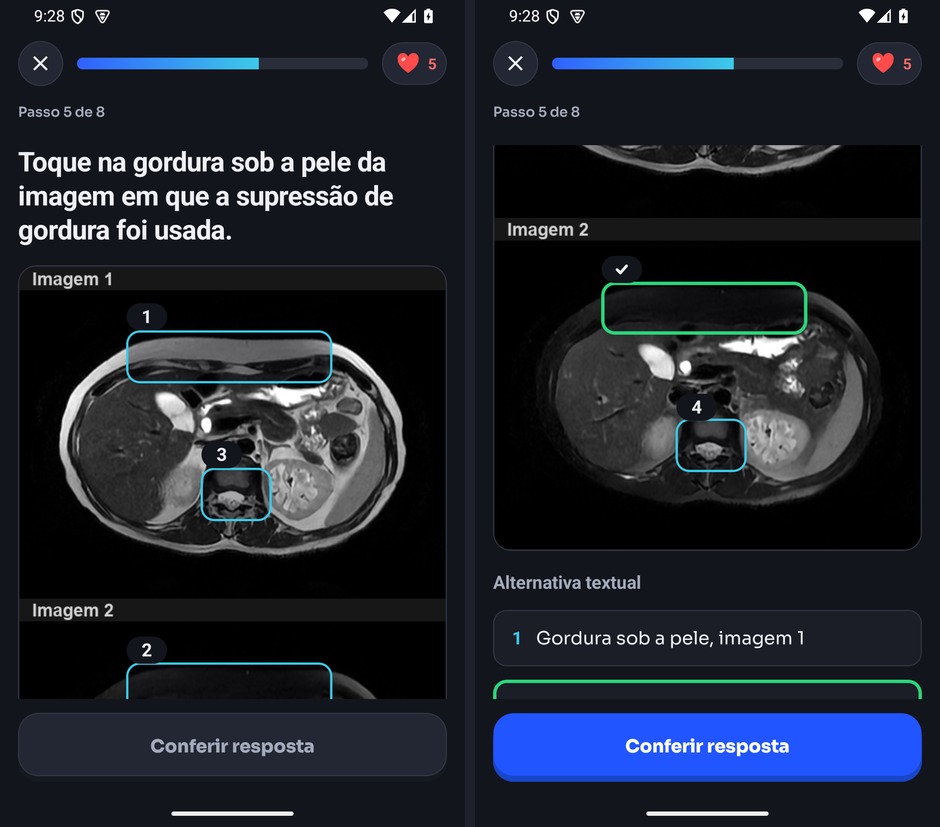 9:28
5
Passo 5 de 8
Toque na gordura sob a pele da
imagem em que a supressão de
gordura foi usada.
Imagem 1
1
3
Imagem 2
2
Conferir resposta
9:28
5
Passo 5 de 8
Imagem 2
4
Alternativa textual
1 Gordura sob a pele, imagem 1
Conferir resposta